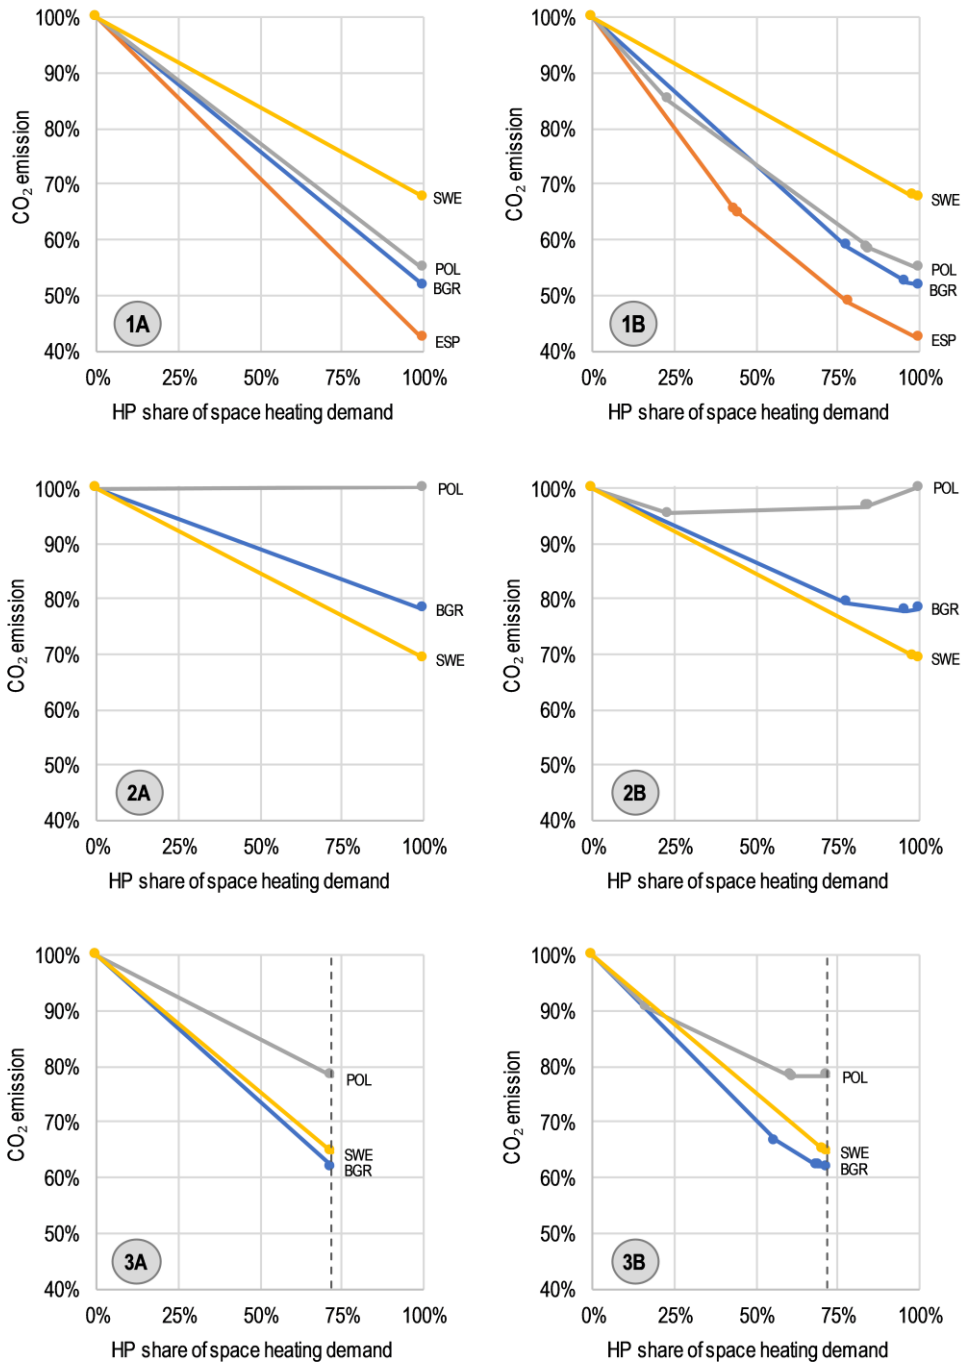 100%
90%
80%
70%
60%
50%
40%
CO₂ emission
SWE
POL
BGR
ESP
1A
0% 25% 50% 75% 100%
HP share of space heating demand
100%
90%
80%
70%
60%
50%
40%
CO₂ emission
SWE
POL
BGR
ESP
1B
0% 25% 50% 75% 100%
HP share of space heating demand
100%
90%
80%
70%
60%
50%
40%
CO₂ emission
POL
BGR
SWE
2A
0% 25% 50% 75% 100%
HP share of space heating demand
100%
90%
80%
70%
60%
50%
40%
CO₂ emission
POL
BGR
SWE
2B
0% 25% 50% 75% 100%
HP share of space heating demand
100%
90%
80%
70%
60%
50%
40%
CO₂ emission
POL
SWE
BGR
3A
0% 25% 50% 75% 100%
HP share of space heating demand
100%
90%
80%
70%
60%
50%
40%
CO₂ emission
POL
SWE
BGR
3B
0% 25% 50% 75% 100%
HP share of space heating demand